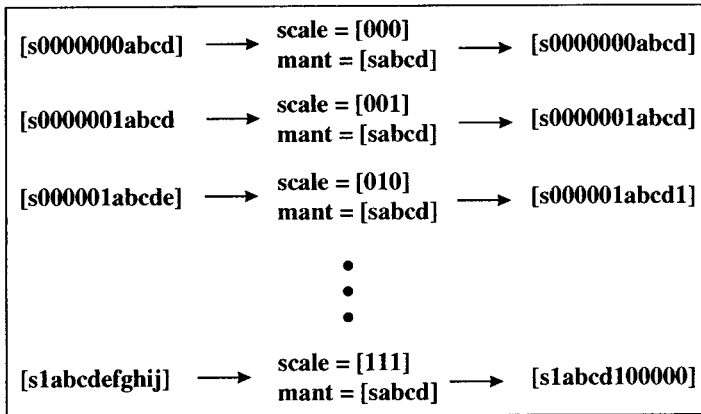 [s0000000abcd] → scale = [000] → [s0000000abcd]
mant = [sabcd]
[s0000001abcd → scale = [001] → [s0000001abcd]
mant = [sabcd]
[s000001abcde] → scale = [010] → [s000001abcd1]
mant = [sabcd]
[s1abcdefghij] → scale = [111] → [s1abcd100000]
mant = [sabcd]